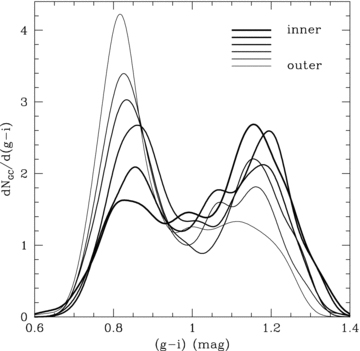 inner
outer
dN_GC/d(g-i)
4
3
2
1
0
0.6 0.8 1 1.2 1.4
(g-i) (mag)